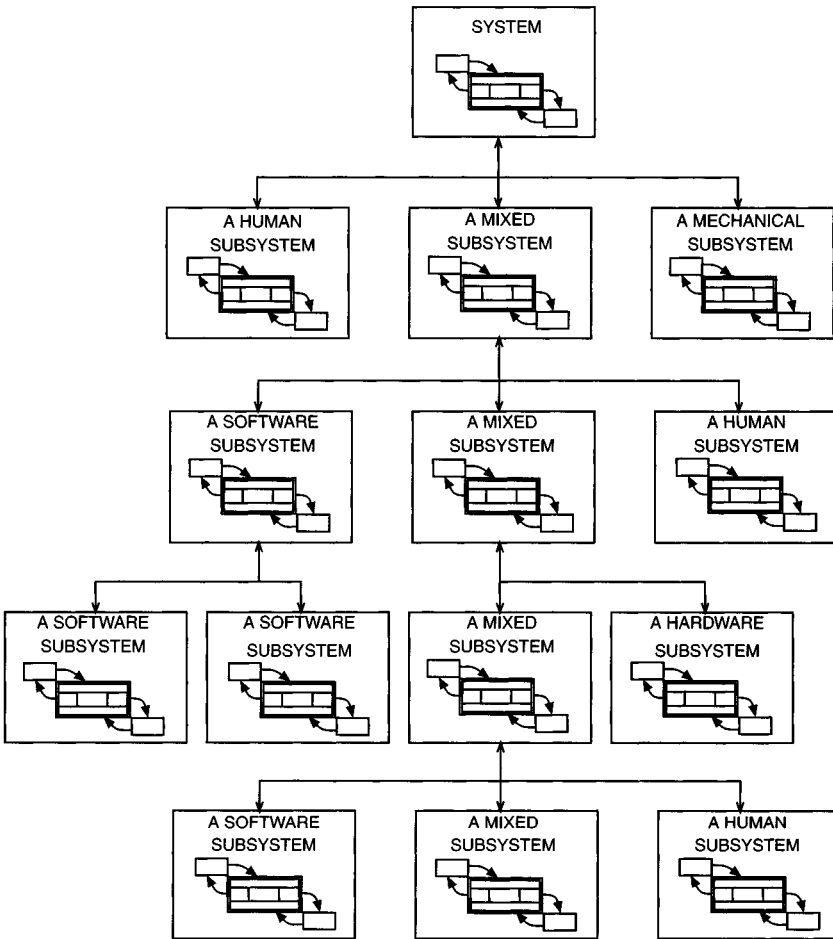 SYSTEM
A HUMAN
SUBSYSTEM
A MIXED
SUBSYSTEM
A MECHANICAL
SUBSYSTEM
A SOFTWARE
SUBSYSTEM
A MIXED
SUBSYSTEM
A HUMAN
SUBSYSTEM
A SOFTWARE
SUBSYSTEM
A SOFTWARE
SUBSYSTEM
A MIXED
SUBSYSTEM
A HARDWARE
SUBSYSTEM
A SOFTWARE
SUBSYSTEM
A MIXED
SUBSYSTEM
A HUMAN
SUBSYSTEM